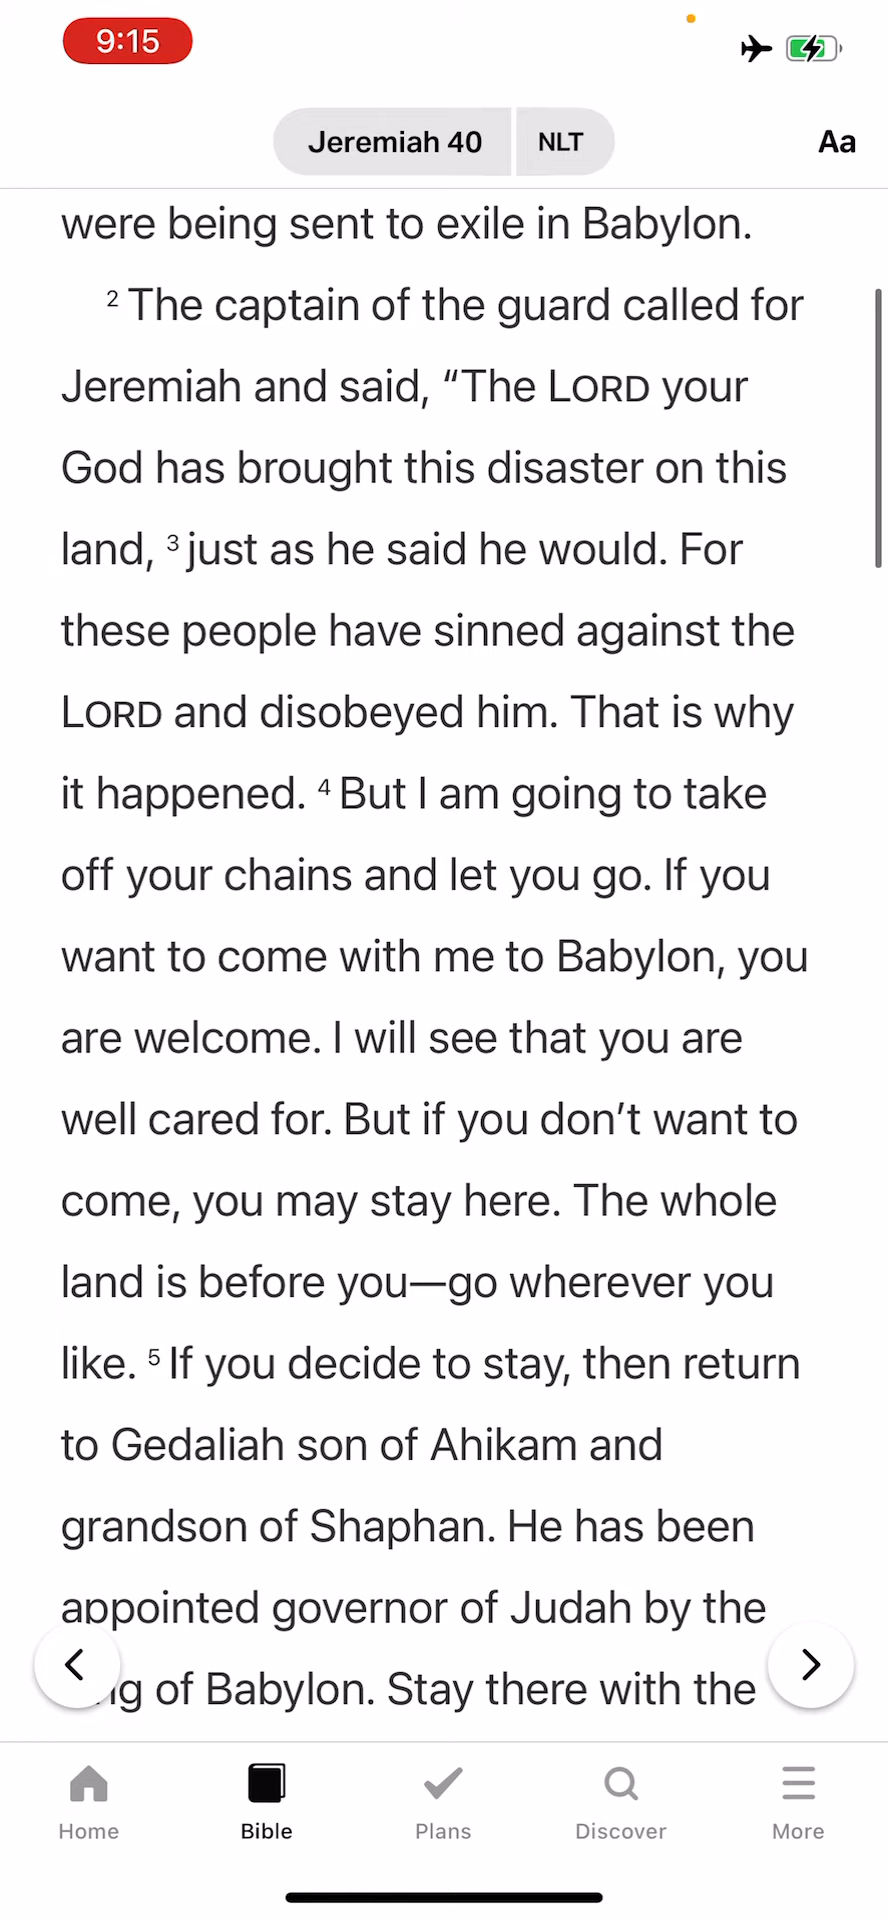 9:15
Jeremiah 40 NLT Aa
were being sent to exile in Babylon.
2 The captain of the guard called for
Jeremiah and said, “The LORD your
God has brought this disaster on this
land, 3 just as he said he would. For
these people have sinned against the
LORD and disobeyed him. That is why
it happened. 4 But I am going to take
off your chains and let you go. If you
want to come with me to Babylon, you
are welcome. I will see that you are
well cared for. But if you don’t want to
come, you may stay here. The whole
land is before you—go wherever you
like. 5 If you decide to stay, then return
to Gedaliah son of Ahikam and
grandson of Shaphan. He has been
appointed governor of Judah by the
of Babylon. Stay there with the
Home Bible Plans Discover More